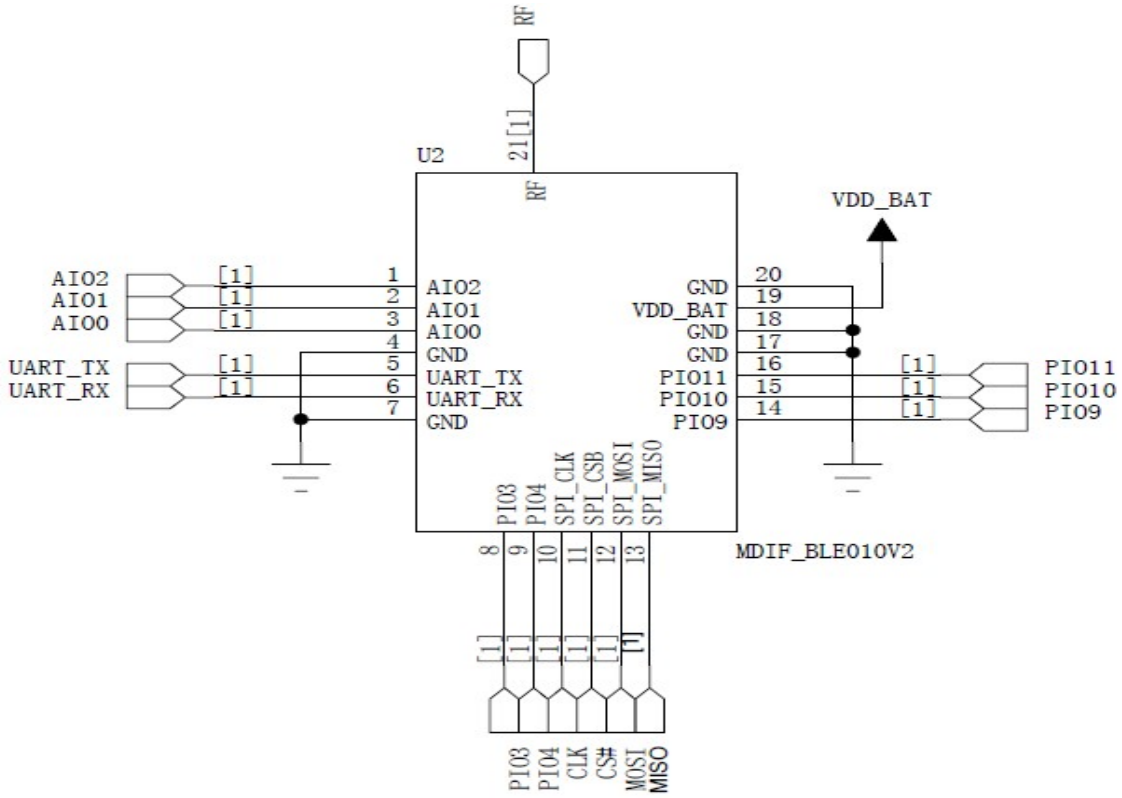 RF
21[1]
U2
RF
VDD_BAT
AIO2 [1] 1 AIO2
AIO1 [1] 2 AIO1
AIO0 [1] 3 AIO0
4 GND
UART_TX [1] 5 UART_TX
UART_RX [1] 6 UART_RX
7 GND
GND 20
VDD_BAT 19
GND 18
GND 17
PIO11 16 [1] PIO11
PIO10 15 [1] PIO10
PIO9 14 [1] PIO9
PIO3
PIO4
SPI_CLK
SPI_CSB
SPI_MOSI
SPI_MISO
MDIF_BLE010V2
8
9
10
11
12
13
[1]
[1]
[1]
[1]
[1]
[1]
PIO3
PIO4
CLK
CS#
MOSI
MISO